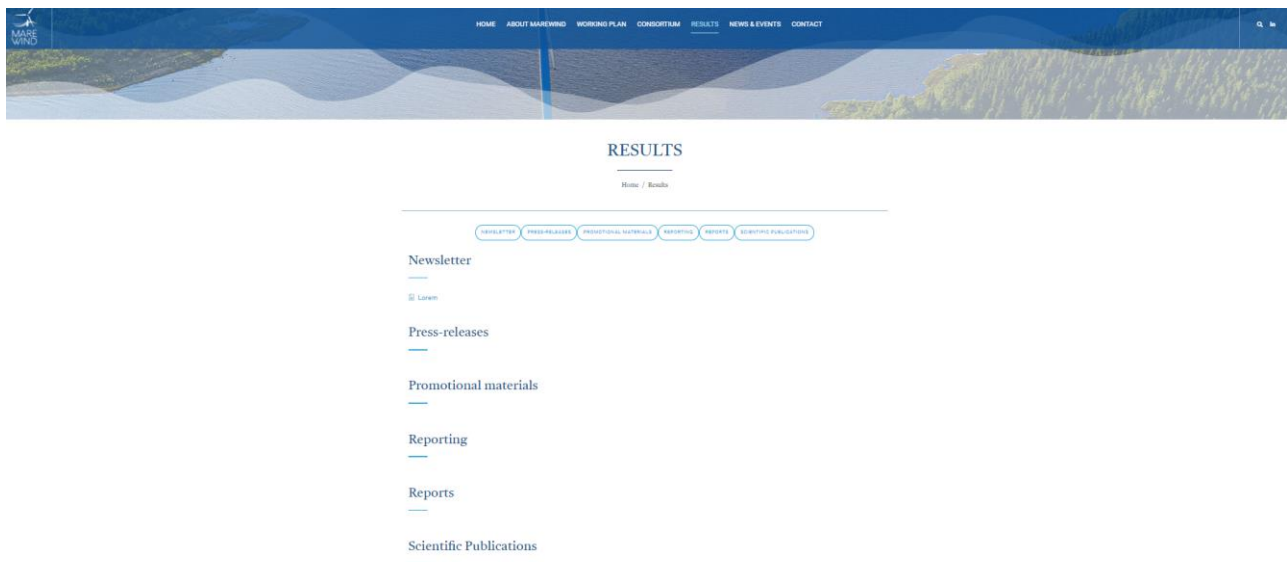 MARE
WIND
HOME ABOUT MAREWIND WORKING PLAN CONSORTIUM RESULTS NEWS & EVENTS CONTACT
in
RESULTS
Home / Results
NEWSLETTER PRESS-RELEASES PROMOTIONAL MATERIALS REPORTING REPORTS SCIENTIFIC PUBLICATIONS
Newsletter
Lorem
Press-releases
Promotional materials
Reporting
Reports
Scientific Publications